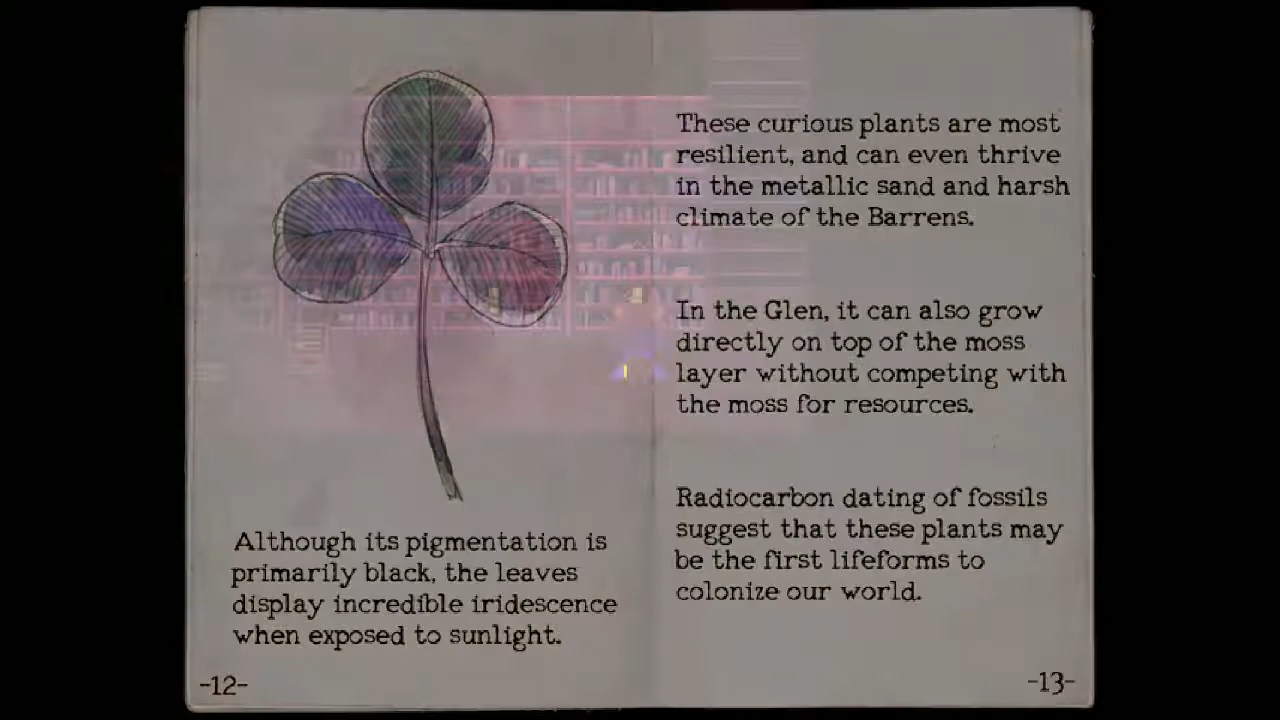 Although its pigmentation is
primarily black, the leaves
display incredible iridescence
when exposed to sunlight.
-12-
These curious plants are most
resilient, and can even thrive
in the metallic sand and harsh
climate of the Barrens.
In the Glen, it can also grow
directly on top of the moss
layer without competing with
the moss for resources.
Radiocarbon dating of fossils
suggest that these plants may
be the first lifeforms to
colonize our world.
-13-